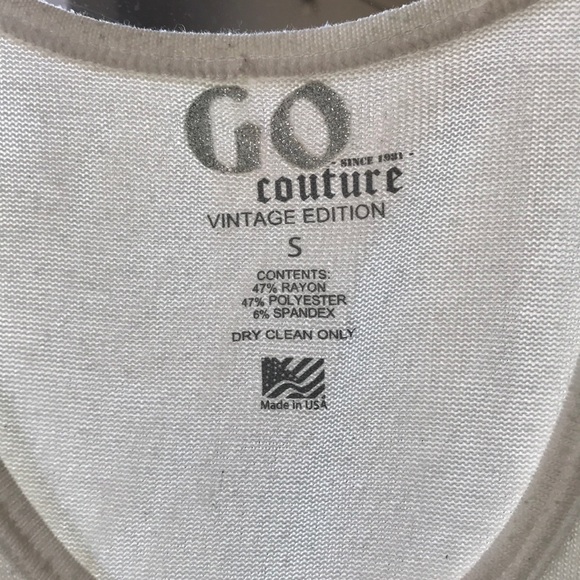 GO
- SINCE 1981 -
couture
VINTAGE EDITION
S
CONTENTS:
47% RAYON
47% POLYESTER
6% SPANDEX
DRY CLEAN ONLY
Made in USA